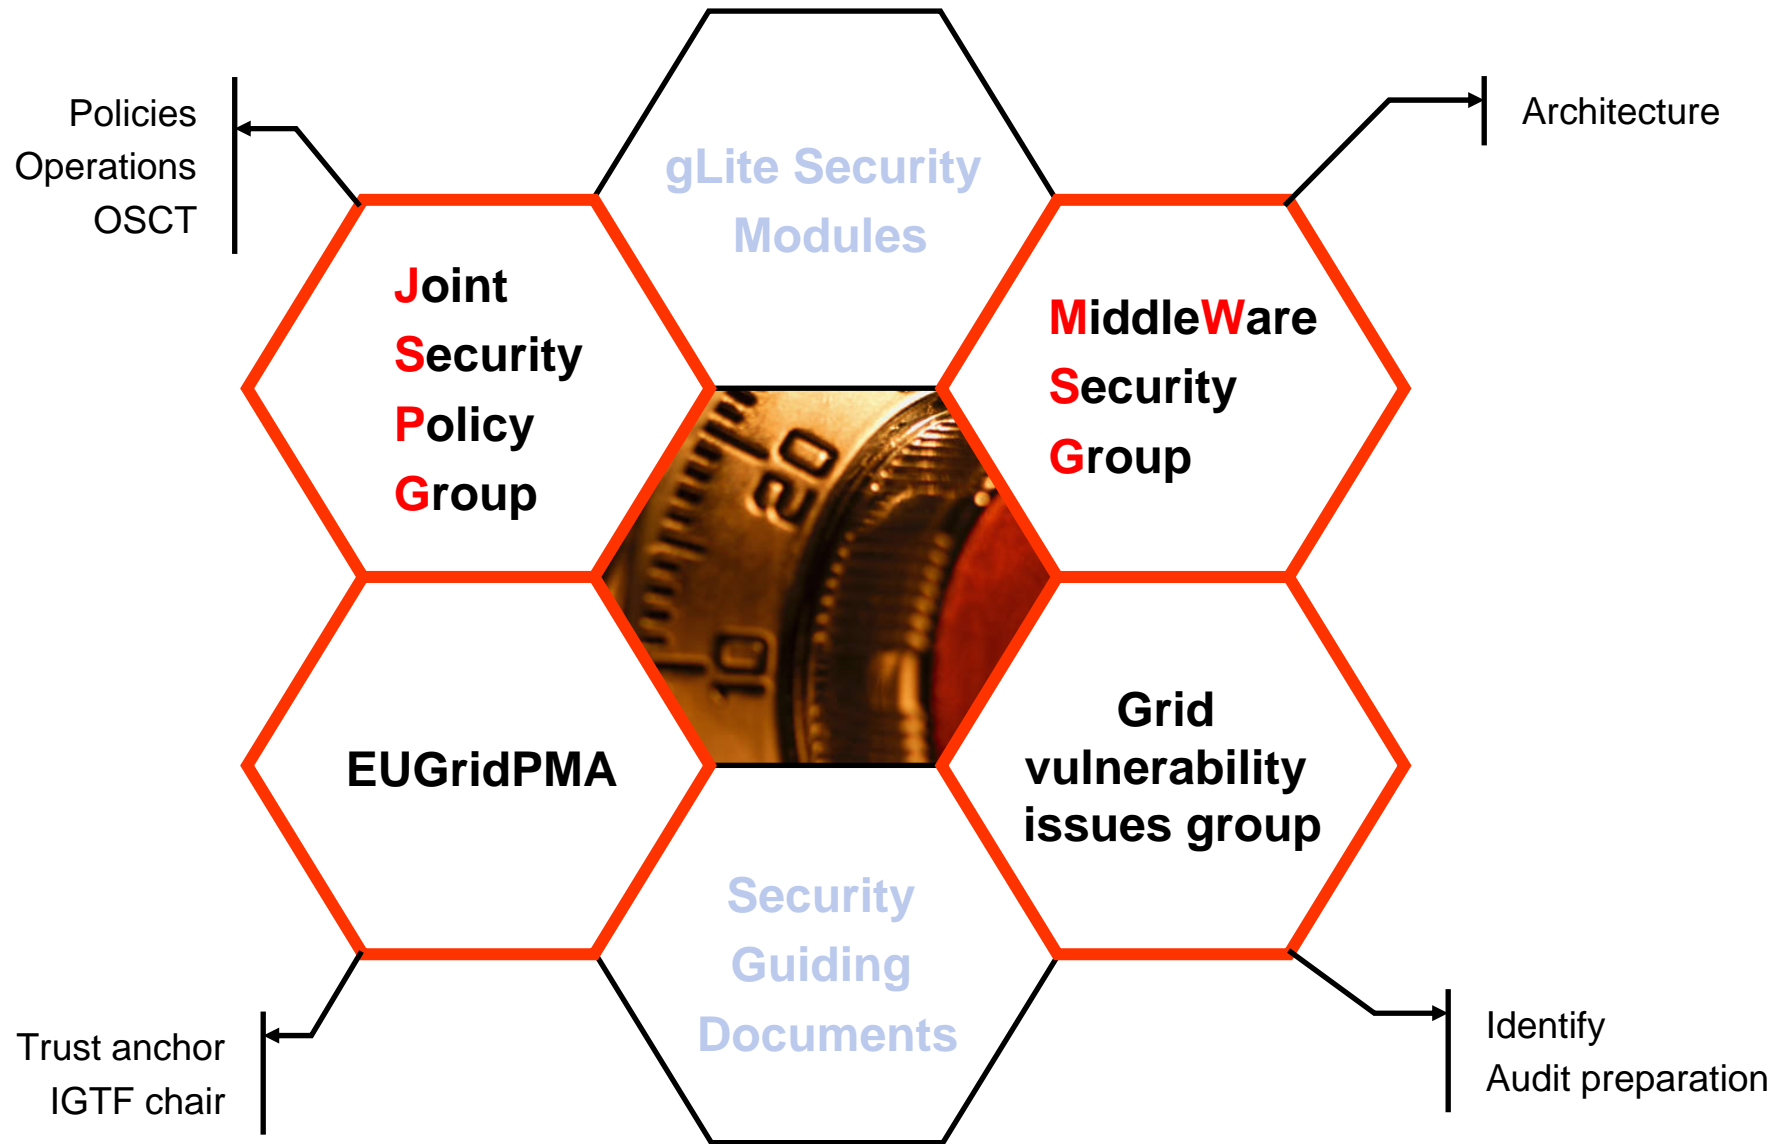 Policies
Operations
OSCT
gLite Security
Modules
Architecture
Joint
Security
Policy
Group
MiddleWare
Security
Group
20
10
EUGridPMA
Grid
vulnerability
issues group
Security
Guiding
Documents
Trust anchor
IGTF chair
Identify
Audit preparation